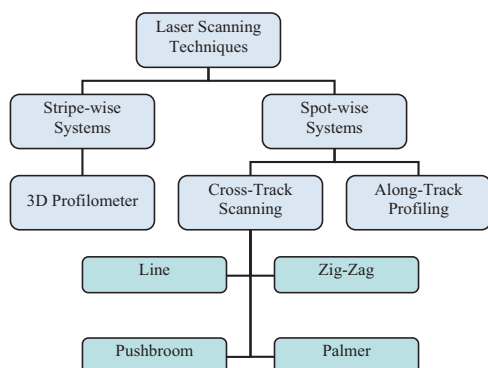 Laser Scanning
Techniques
Stripe-wise
Systems
Spot-wise
Systems
3D Profilometer
Cross-Track
Scanning
Along-Track
Profiling
Line
Zig-Zag
Pushbroom
Palmer